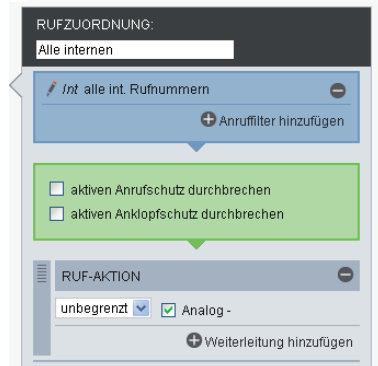 RUFZUORDNUNG:
Alle internen
Int alle int. Rufnummern
Anruffilter hinzufügen
aktiven Anrufschutz durchbrechen
aktiven Anklopfschutz durchbrechen
RUF-AKTION
unbegrenzt Analog -
Weiterleitung hinzufügen